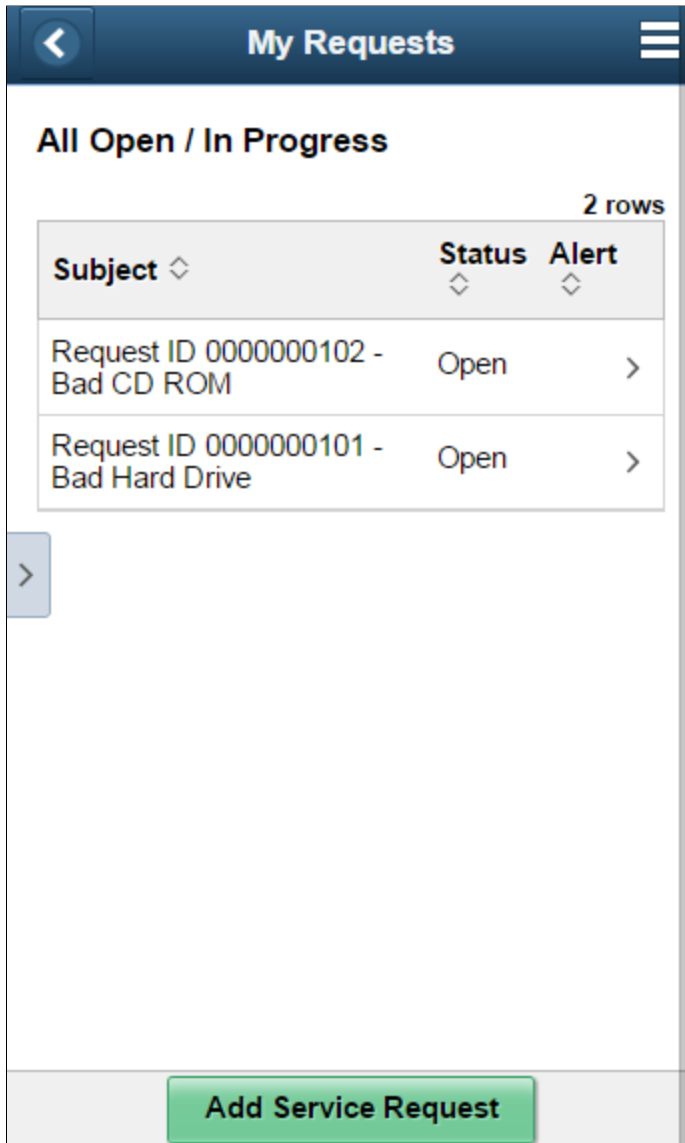 My Requests
All Open / In Progress
2 rows
Subject Status Alert
Request ID 0000000102 - Open
Bad CD ROM
Request ID 0000000101 - Open
Bad Hard Drive
Add Service Request